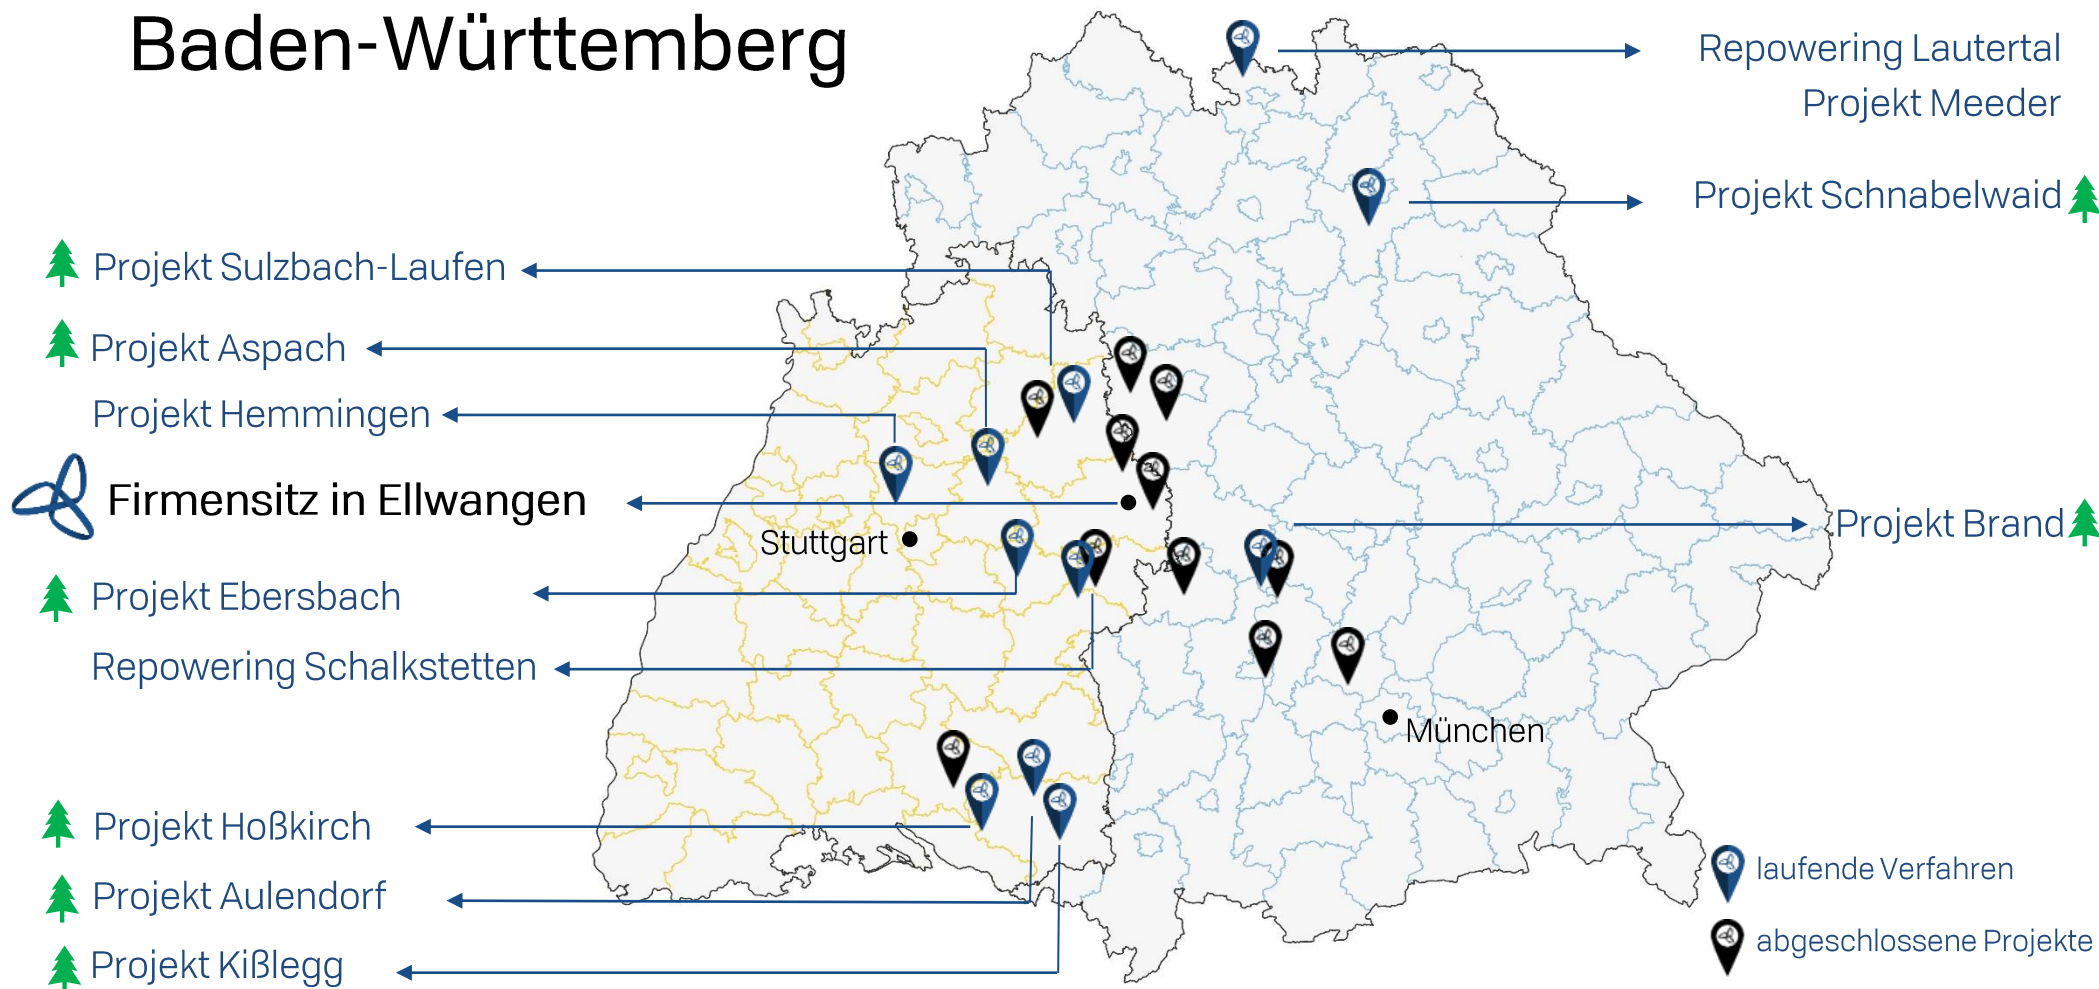 Baden-Württemberg
Repowering Lautertal
Projekt Meeder
Projekt Schnabelwaid
Projekt Sulzbach-Laufen
Projekt Aspach
Projekt Hemmingen
Firmensitz in Ellwangen
Stuttgart
Projekt Brand
Projekt Ebersbach
Repowering Schalkstetten
München
Projekt Hoßkirch
Projekt Aulendorf
Projekt Kißlegg
laufende Verfahren
abgeschlossene Projekte